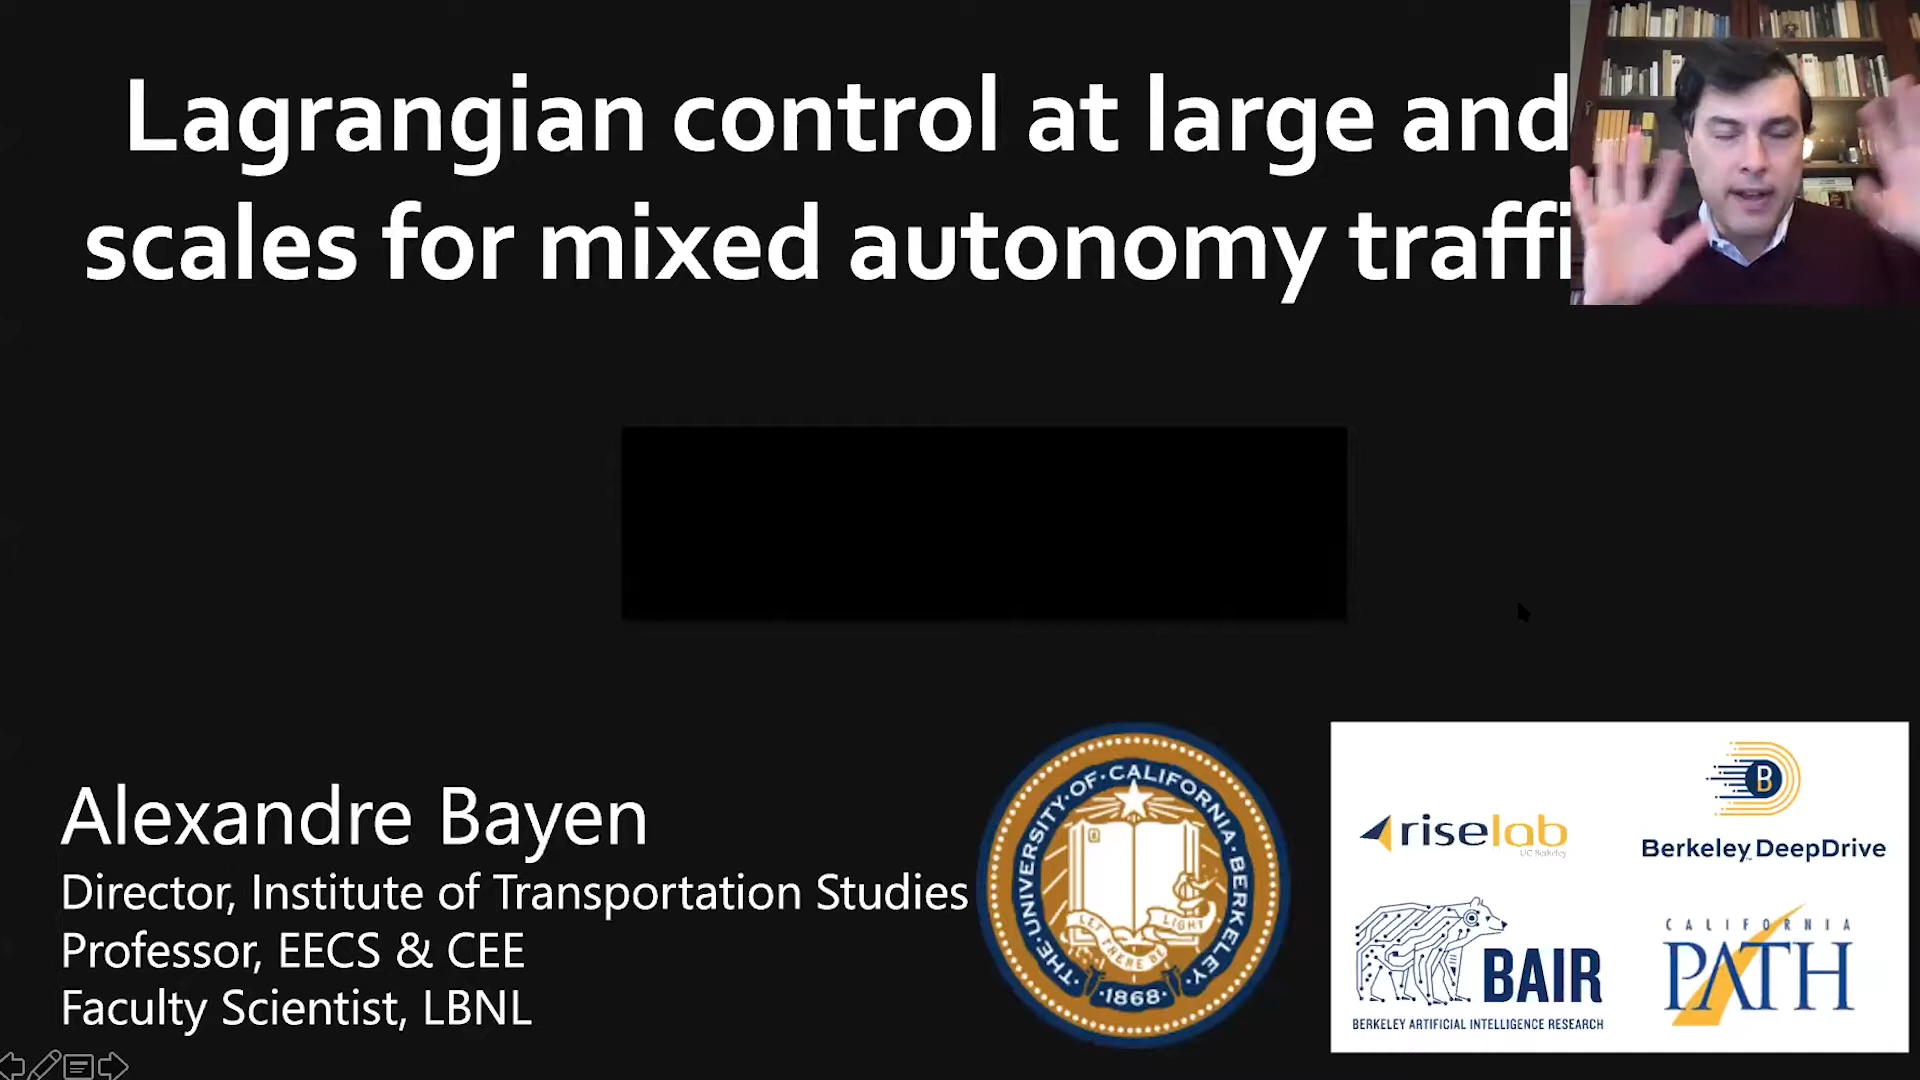 Lagrangian control at large and
scales for mixed autonomy traffi
Alexandre Bayen
Director, Institute of Transportation Studies
Professor, EECS & CEE
Faculty Scientist, LBNL
THE·UNIVERSITY·OF·CALIFORNIA·BERKELEY
LET THERE BE LIGHT
·1868·
riselab
UC Berkeley
B
Berkeley DeepDrive
BAIR
BERKELEY ARTIFICIAL INTELLIGENCE RESEARCH
CALIFORNIA
PATH